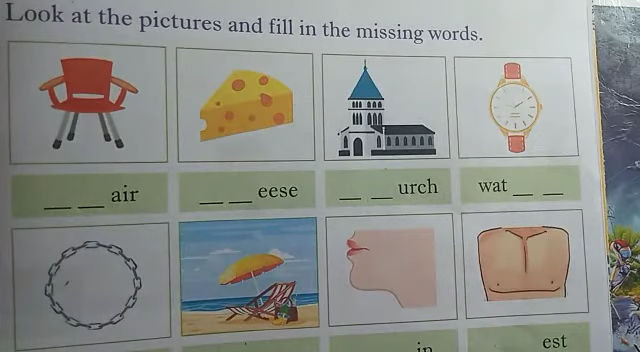 Look at the pictures and fill in the missing words.
__ __ air __ __ eese __ __ urch wat __ __
in est